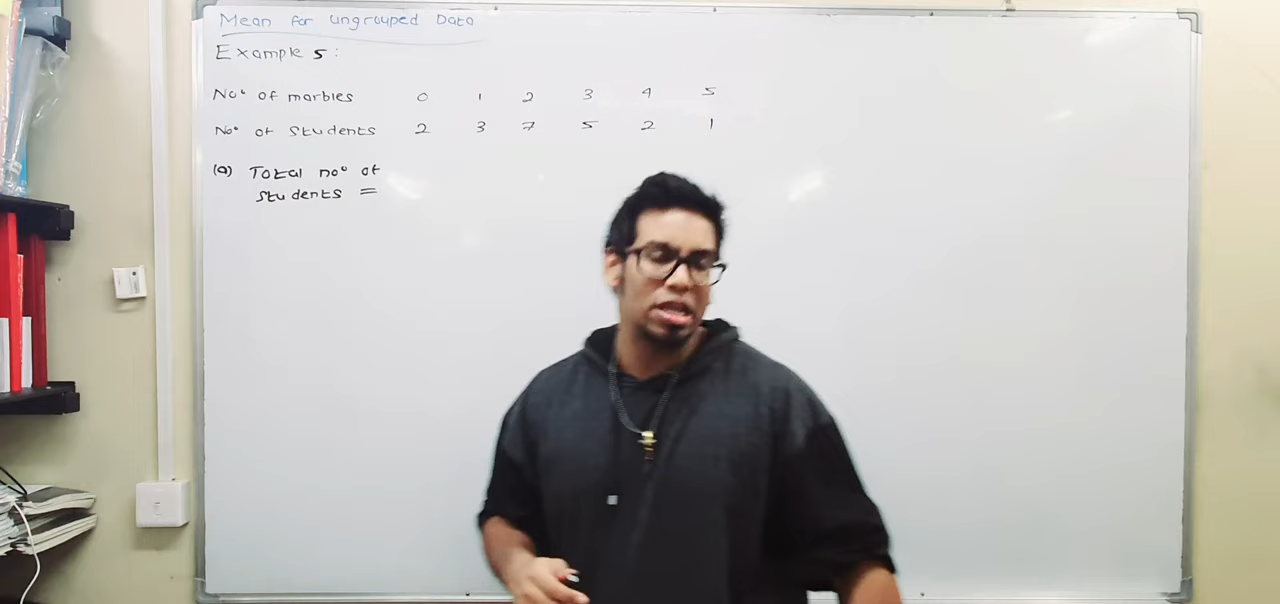 Mean for Ungrouped Data
Example 5:
No° of marbles 0 1 2 3 4 5
No° of Students 2 3 7 5 2 1
(a) Total no° of
students =